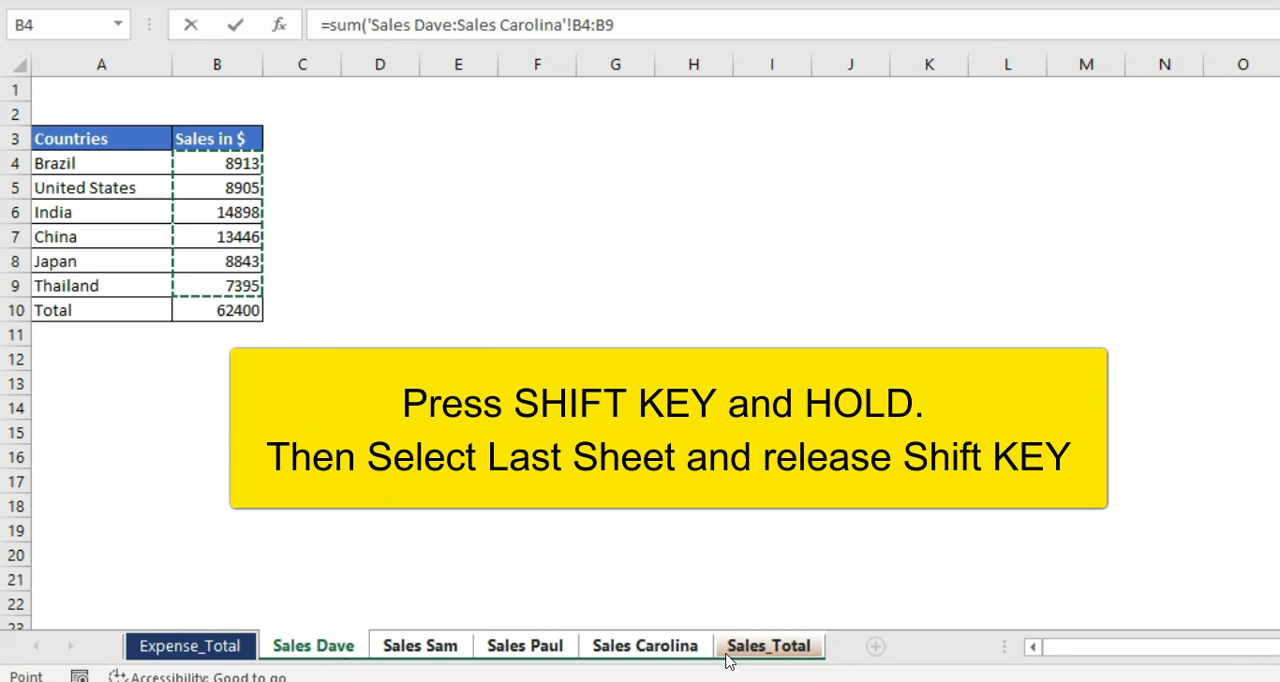 B4 fx =sum('Sales Dave:Sales Carolina'!B4:B9
A B C D E F G H I J K L M N O
1
2
3 Countries Sales in $
4 Brazil 8913
5 United States 8905
6 India 14898
7 China 13446
8 Japan 8843
9 Thailand 7395
10 Total 62400
11
12
13
14
15
16
17
18
19
20
21
22
23
Press SHIFT KEY and HOLD.
Then Select Last Sheet and release Shift KEY
Expense_Total Sales Dave Sales Sam Sales Paul Sales Carolina Sales_Total
Point Accessibility: Good to go